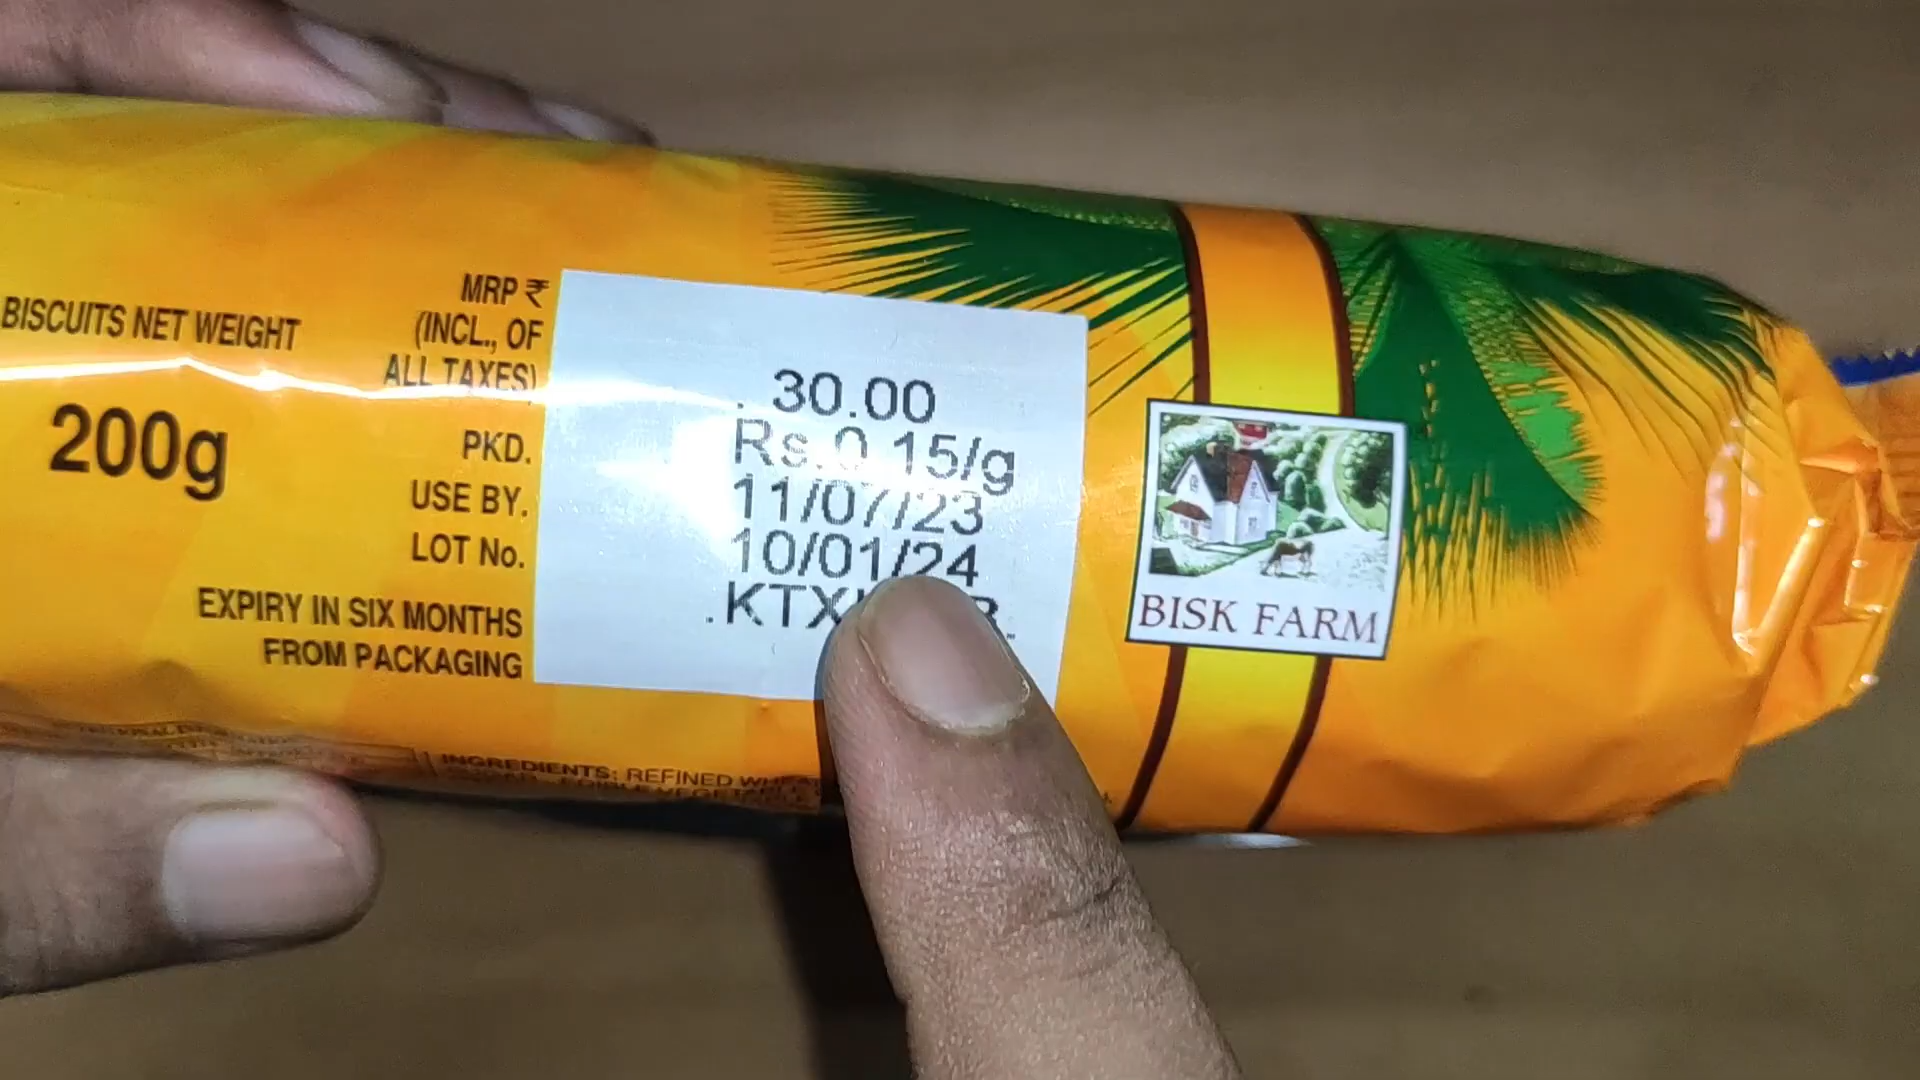 BISCUITS NET WEIGHT
200g
MRP ₹
(INCL., OF
ALL TAXES)
PKD.
USE BY.
LOT No.
EXPIRY IN SIX MONTHS
FROM PACKAGING
. 30.00
Rs.0.15/g
11/07/23
10/01/24
BISK FARM
INGREDIENTS: REFINED WHEAT